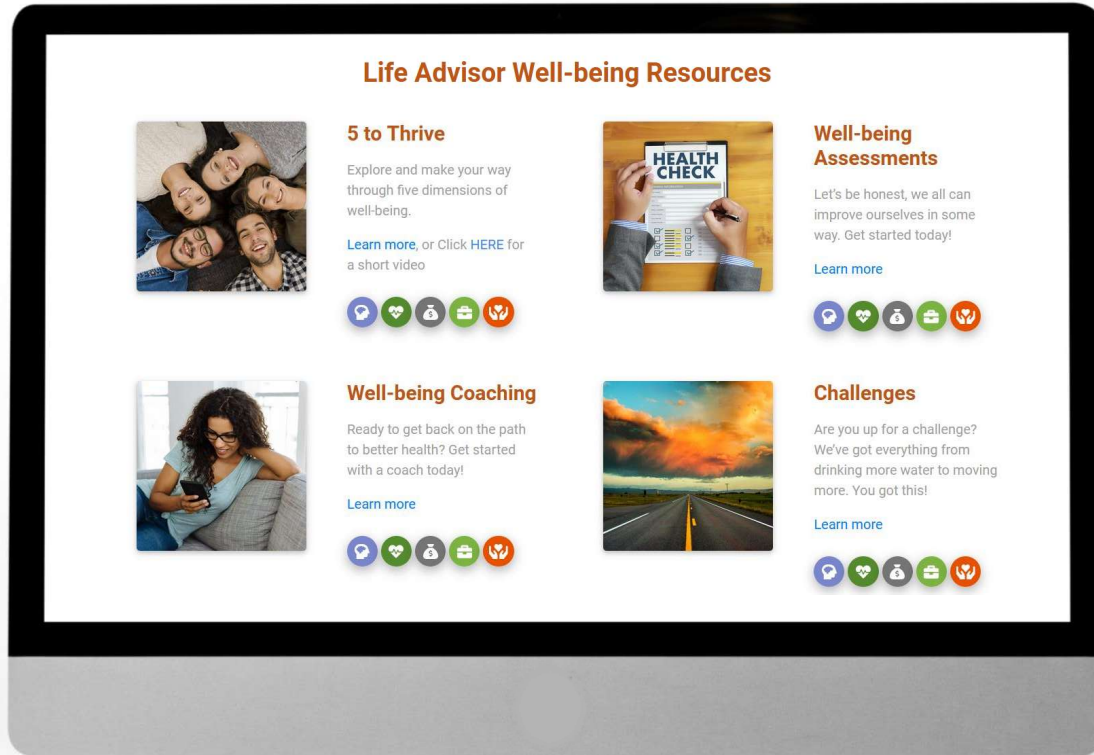 Life Advisor Well-being Resources
5 to Thrive
Explore and make your way
through five dimensions of
well-being.
Learn more, or Click HERE for
a short video
HEALTH
CHECK
Well-being
Assessments
Let's be honest, we all can
improve ourselves in some
way. Get started today!
Learn more
Well-being Coaching
Ready to get back on the path
to better health? Get started
with a coach today!
Learn more
Challenges
Are you up for a challenge?
We've got everything from
drinking more water to moving
more. You got this!
Learn more